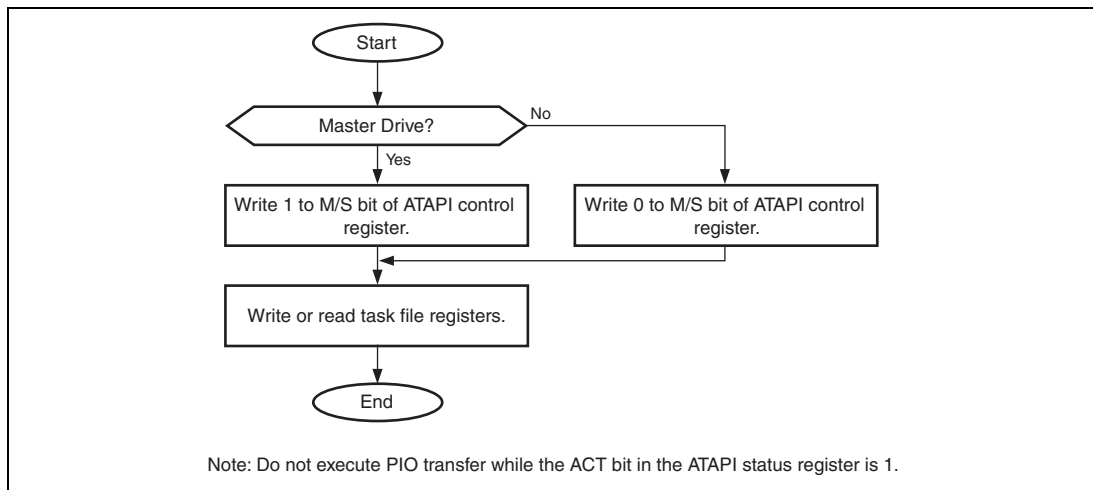 Start
Master Drive?
No
Yes
Write 1 to M/S bit of ATAPI control
register.
Write 0 to M/S bit of ATAPI control
register.
Write or read task file registers.
End
Note: Do not execute PIO transfer while the ACT bit in the ATAPI status register is 1.